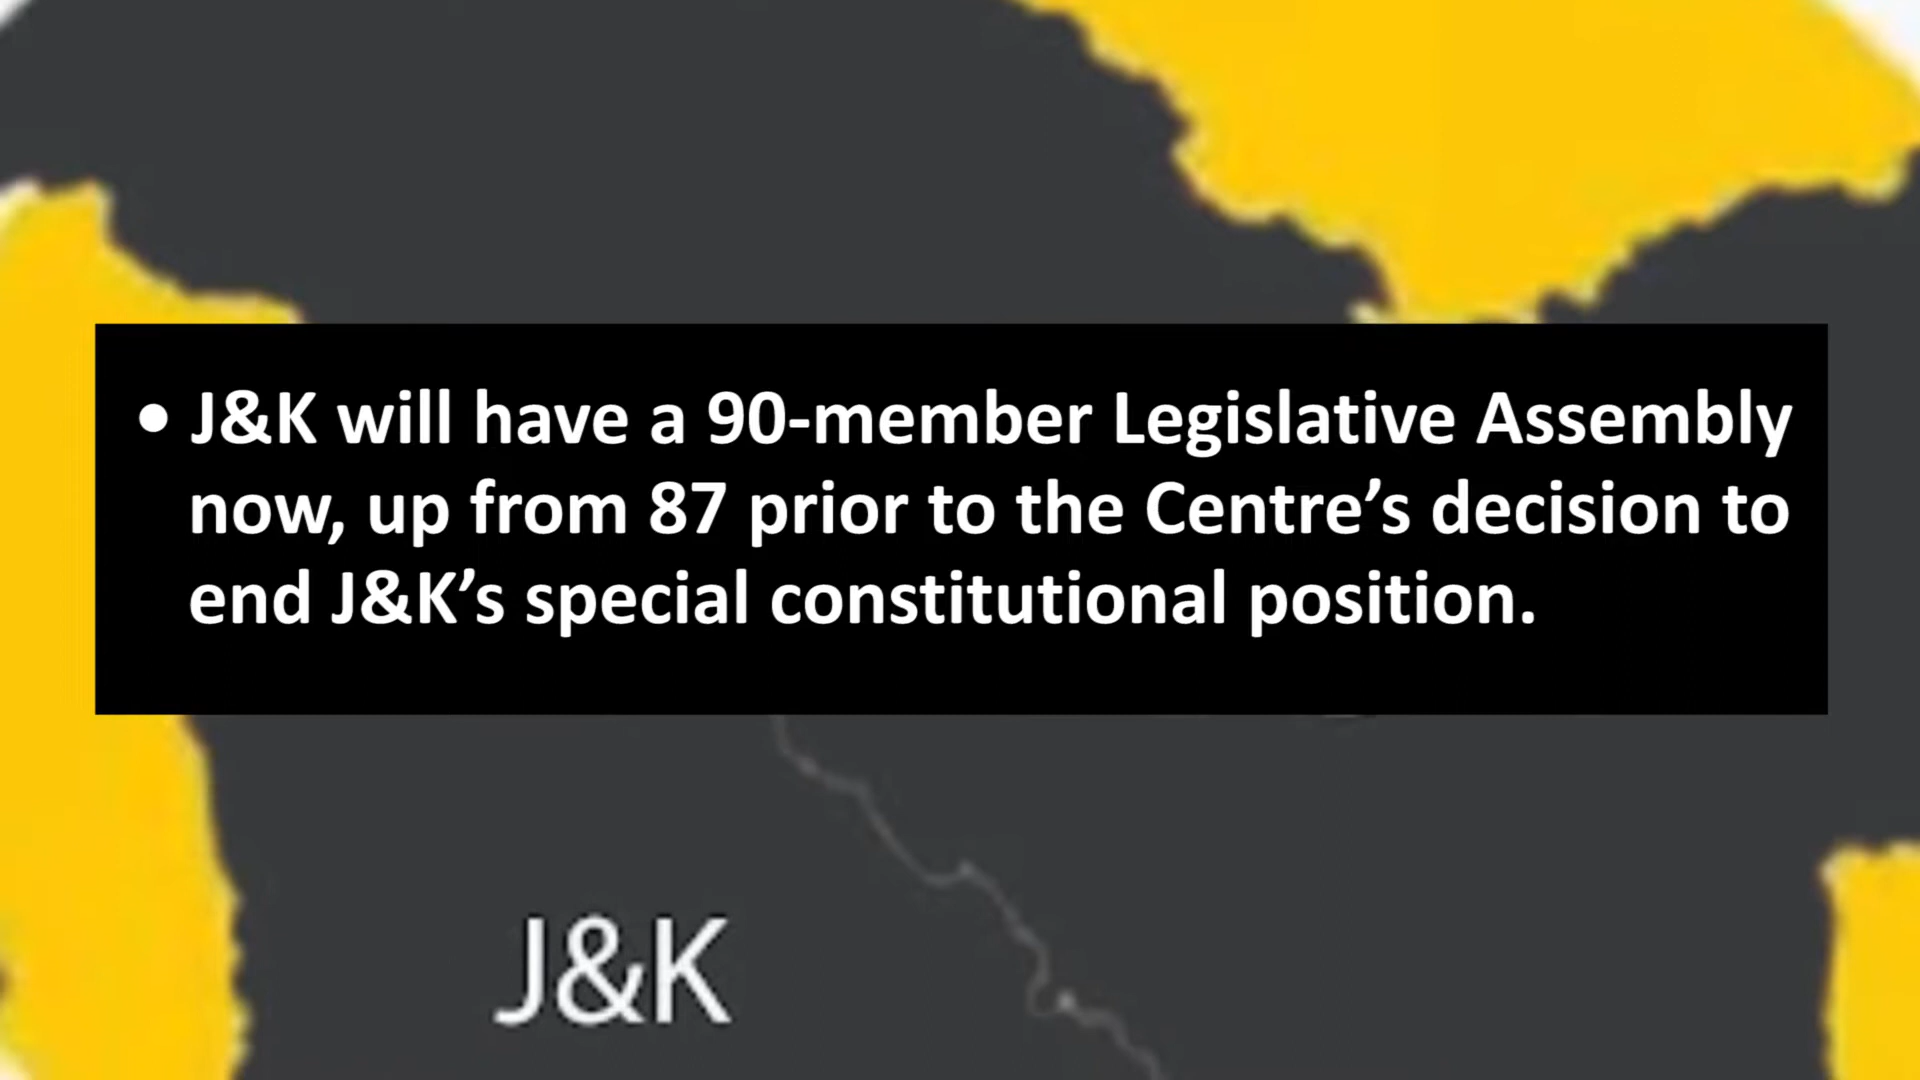 • J&K will have a 90-member Legislative Assembly
now, up from 87 prior to the Centre’s decision to
end J&K’s special constitutional position.
J&K